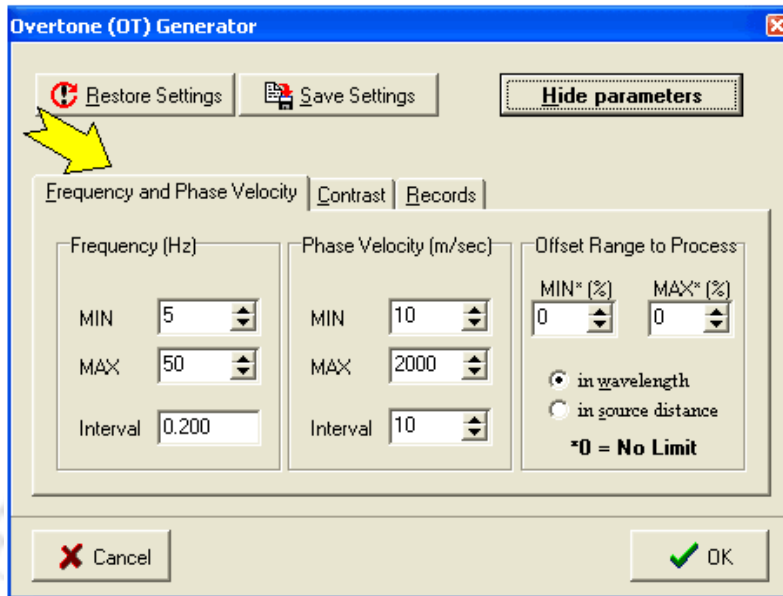 Overtone (OT) Generator
Restore Settings Save Settings Hide parameters
Frequency and Phase Velocity Contrast Records
Frequency (Hz) Phase Velocity (m/sec) Offset Range to Process
MIN* (%) MAX* (%)
MIN 5 MIN 10 0 0
MAX 50 MAX 2000 in wavelength
in source distance
Interval 0.200 Interval 10 *0 = No Limit
Cancel OK